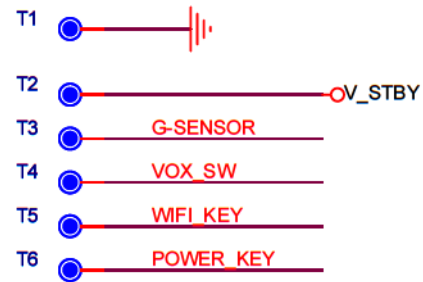 T1
T2 V_STBY
T3 G-SENSOR
T4 VOX_SW
T5 WIFI_KEY
T6 POWER_KEY